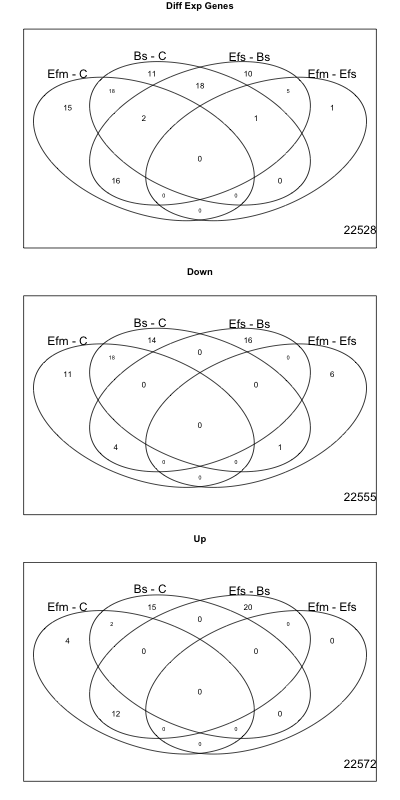 Diff Exp Genes
Bs - C Efs - Bs
Efm - C Efm - Efs
11 10
18 18 5
15 1
2 1
0
16 0
0 0
0
22528
Down
Bs - C Efs - Bs
Efm - C Efm - Efs
14 16
18 0 0
11 6
0 0
0
4 1
0 0
0
22555
Up
Bs - C Efs - Bs
Efm - C Efm - Efs
15 20
2 0 0
4 0
0 0
0
12 0
0 0
0
22572